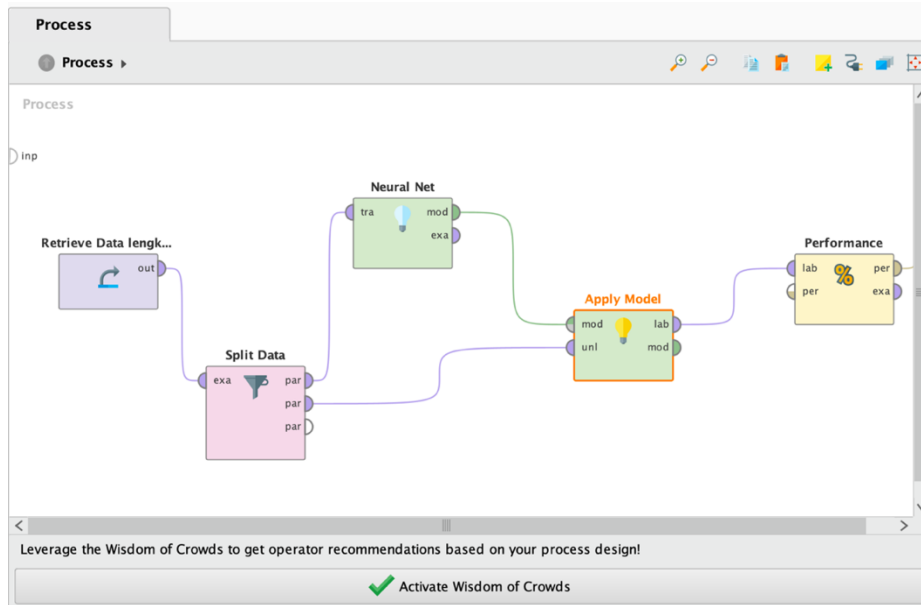 Process
Process
Process
inp
Neural Net
tra mod
exa
Retrieve Data lengk...
out
Split Data
exa par
par
par
Apply Model
mod lab
unl mod
Performance
lab per
per exa
%
Leverage the Wisdom of Crowds to get operator recommendations based on your process design!
Activate Wisdom of Crowds